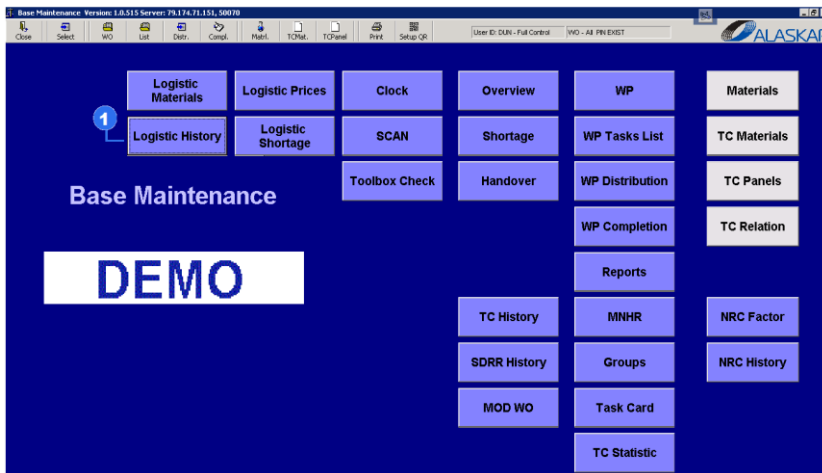 Base Maintenance Version: 1.0.515 Server: 79.174.71.151, 50070
Close Select WO List Distr. Compl. Matrl. TCMat. TCPanel Print Setup QR User ID: DUN - Full Control WO - All PIN EXIST
ALASKAR
Logistic Materials Logistic Prices Clock Overview WP Materials
1
Logistic History Logistic Shortage SCAN Shortage WP Tasks List TC Materials
Toolbox Check Handover WP Distribution TC Panels
Base Maintenance
WP Completion TC Relation
DEMO
Reports
TC History MNHR NRC Factor
SDRR History Groups NRC History
MOD WO Task Card
TC Statistic